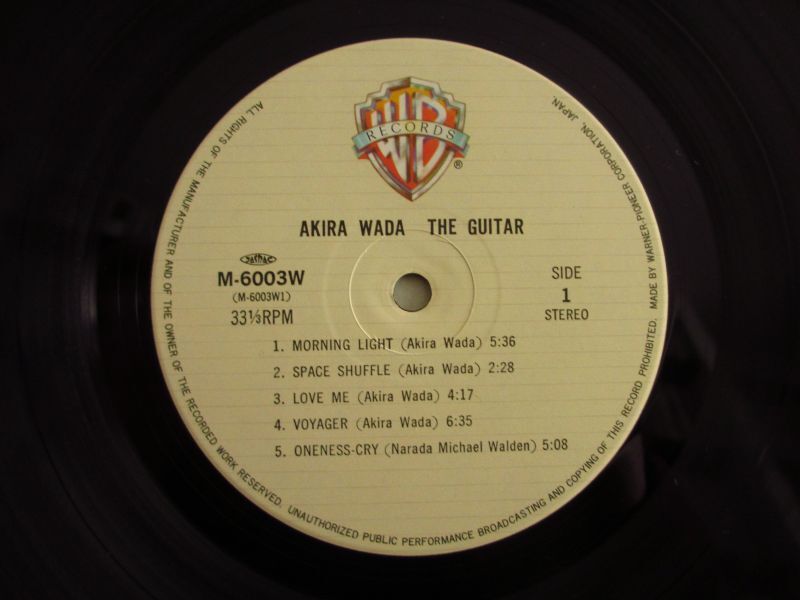 WB
RECORDS
®
AKIRA WADA THE GUITAR
JASRAC
M-6003W
(M-6003W1)
33⅓RPM
SIDE
1
STEREO
1. MORNING LIGHT (Akira Wada) 5:36
2. SPACE SHUFFLE (Akira Wada) 2:28
3. LOVE ME (Akira Wada) 4:17
4. VOYAGER (Akira Wada) 6:35
5. ONENESS-CRY (Narada Michael Walden) 5:08
ALL RIGHTS OF THE MANUFACTURER AND OF THE OWNER OF THE RECORDED WORK RESERVED. UNAUTHORIZED PUBLIC PERFORMANCE BROADCASTING AND COPYING OF THIS RECORD PROHIBITED. MADE BY WARNER-PIONEER CORPORATION, JAPAN.